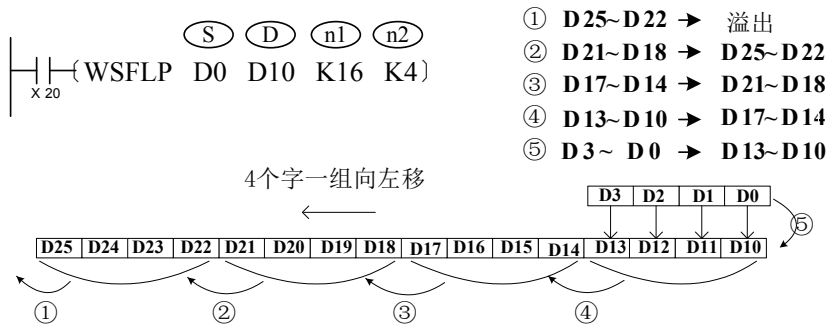 S D n1 n2
WSFLP D0 D10 K16 K4
X 20
① D25~D22 → 溢出
② D21~D18 → D25~D22
③ D17~D14 → D21~D18
④ D13~D10 → D17~D14
⑤ D3~ D0 → D13~D10
4个字一组向左移
D3 D2 D1 D0
⑤
D25 D24 D23 D22 D21 D20 D19 D18 D17 D16 D15 D14 D13 D12 D11 D10
① ② ③ ④